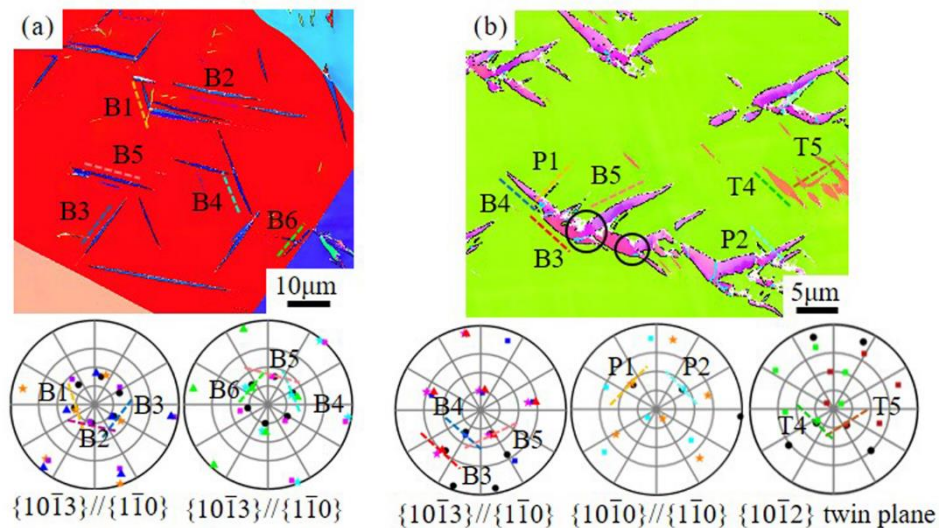 (a)
B1
B2
B5
B3
B4
B6
10μm
(b)
P1
B5
B4
B3
T5
T4
P2
5μm
B1
B3
B2
B5
B6
B4
B4
B5
B3
P1
P2
T5
T4
{101̄3}//{11̄0}
{101̄3}//{11̄0}
{101̄3}//{11̄0}
{101̄0}//{11̄0}
{101̄2} twin plane